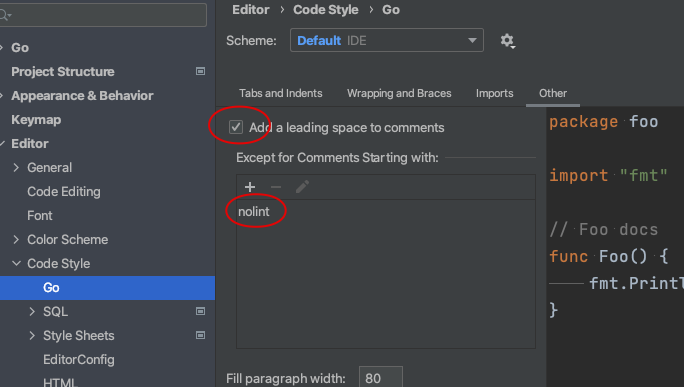 Editor > Code Style > Go
Scheme: Default IDE
Go
Project Structure
Appearance & Behavior
Keymap
Editor
General
Code Editing
Font
Color Scheme
Code Style
Go
SQL
Style Sheets
EditorConfig
HTML
Tabs and Indents Wrapping and Braces Imports Other
Add a leading space to comments
Except for Comments Starting with:
nolint
Fill paragraph width: 80
package foo
import "fmt"
// Foo docs
func Foo() {
fmt.Printl
}